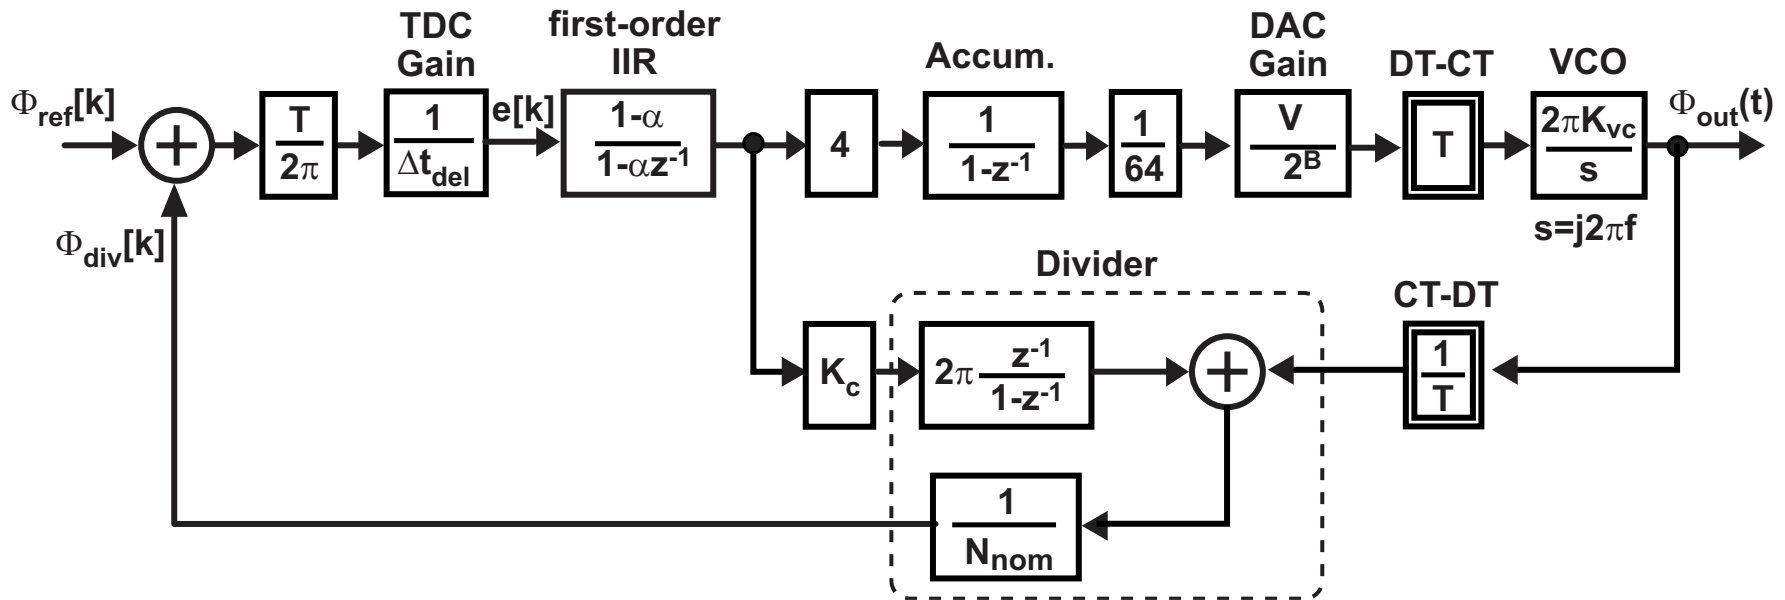 TDC
Gain
first-order
IIR
Accum.
DAC
Gain
DT-CT
VCO
Φref[k]
+
T
2π
1
Δtdel
e[k]
1-α
1-αz-1
4
1
1-z-1
1
64
V
2B
T
2πKvc
s
Φout(t)
s=j2πf
Φdiv[k]
Divider
CT-DT
Kc
2π z-1
1-z-1
+
1
T
1
Nnom